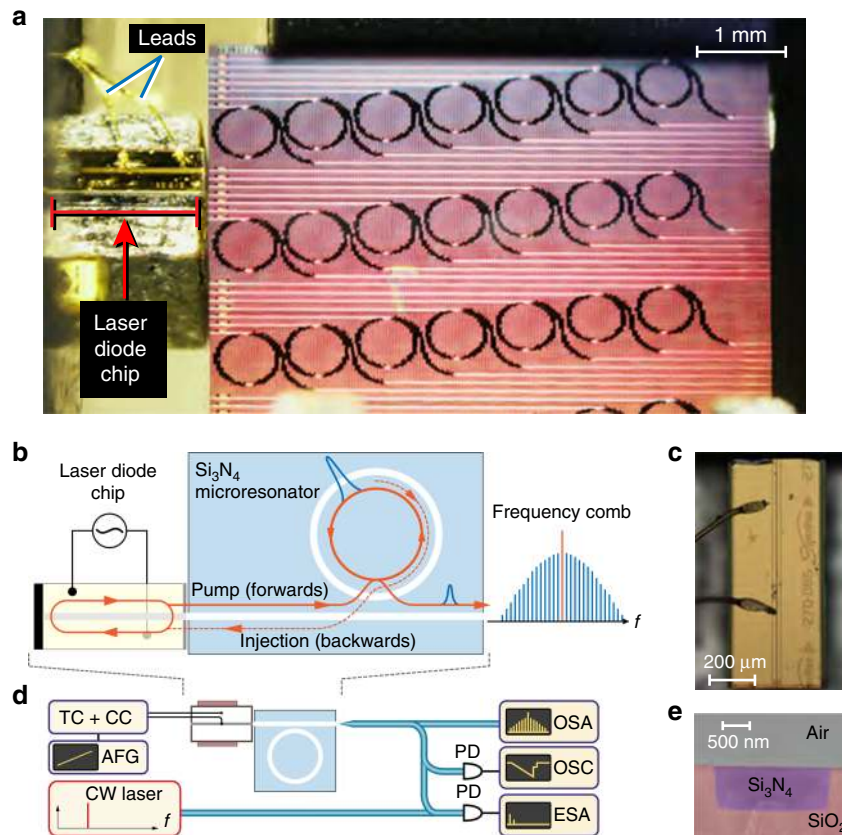 a
Leads
1 mm
Laser
diode
chip
b
Laser diode
chip
Si3N4
microresonator
Pump (forwards)
Injection (backwards)
Frequency comb
f
c
200 μm
d
TC + CC
AFG
CW laser
f
PD
PD
OSA
OSC
ESA
e
500 nm
Air
Si3N4
SiO2